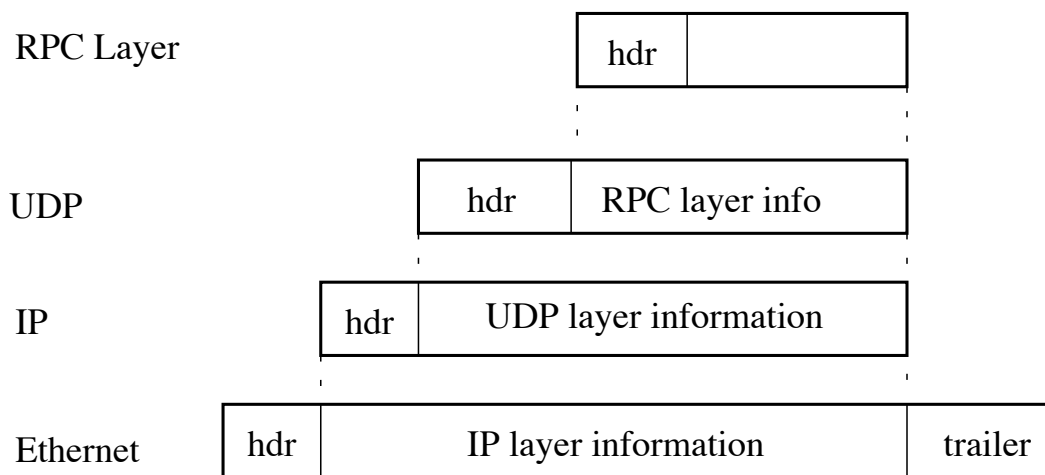 RPC Layer hdr
UDP hdr RPC layer info
IP hdr UDP layer information
Ethernet hdr IP layer information trailer